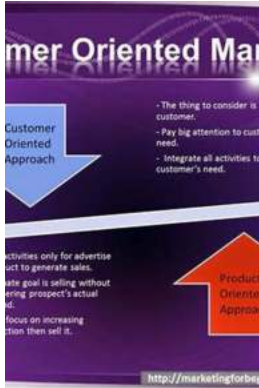 mer Oriented Mar
Customer
Oriented
Approach
- The thing to consider is
customer.
- Pay big attention to cust
need.
- Integrate all activities to
customer's need.
activities only for advertise
uct to generate sales.
ate goal is selling without
ering prospect's actual
d.
focus on increasing
ction then sell it.
Product
Oriente
Approa
http://marketingforbe